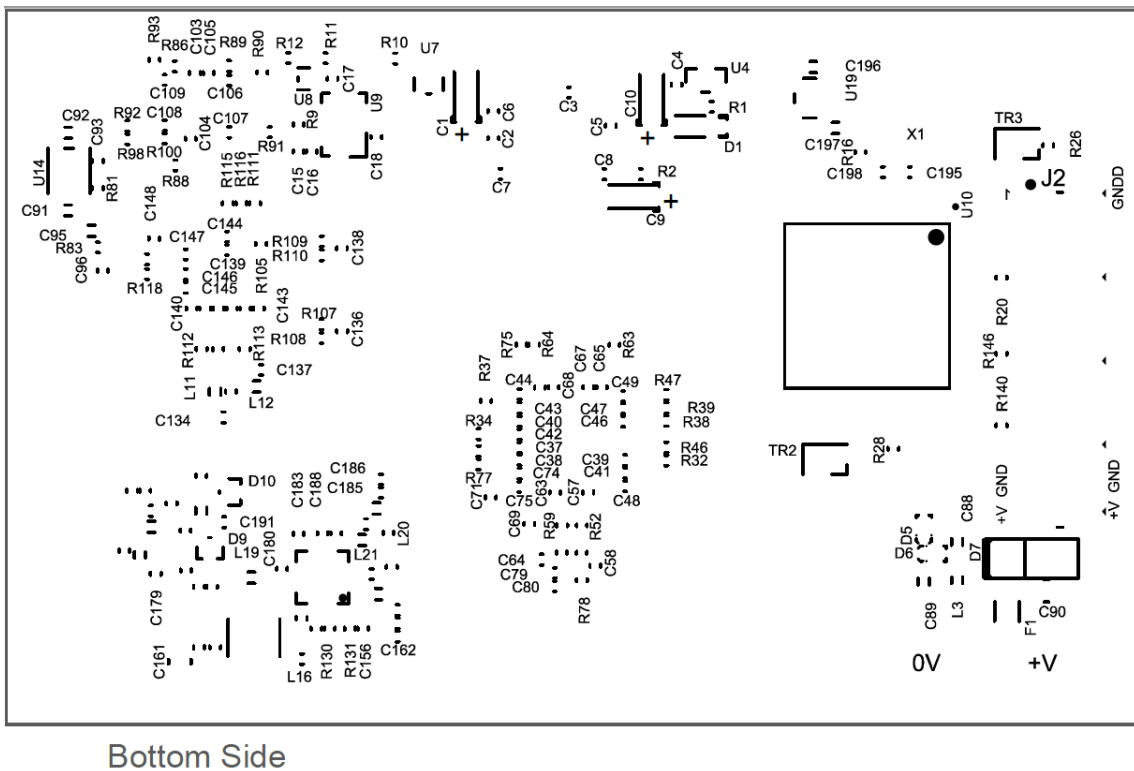 R93
R86
C103
C105
R89
R90
R12
R11
R10
U7
C4
U4
C196
U19
C109
C106
U8
C17
U9
C3
C10
R1
C92
C93
R92
C108
C104
C107
R91
R9
C18
C1
+
C6
C2
C5
+
D1
C197
R16
X1
TR3
R26
U14
R98
R100
R88
R81
R115
R116
R111
C15
C16
C7
C8
R2
C198
C195
J2
1
GNDD
C91
C148
C9
+
U10
C95
R83
C96
C147
C144
R109
R110
C138
C139
C146
C145
R105
R118
C140
C143
R107
R108
C136
R20
R112
R113
C137
R75
R64
C67
C65
R63
R146
L11
L12
R37
C44
C68
C49
R47
R140
C134
R34
C43
C40
C42
C37
C38
C74
C47
C46
C39
C41
R39
R38
R46
R32
TR2
R28
R77
C71
C75
C63
C57
C48
D10
C183
C188
C186
C185
+V GND
+V GND
C191
D9
L19
C180
L21
L20
C69
R59
R52
D5
D6
C88
D7
C64
C79
C80
C58
R78
C179
C89
L3
C90
F1
C161
L16
R130
R131
C156
C162
0V
+V
Bottom Side